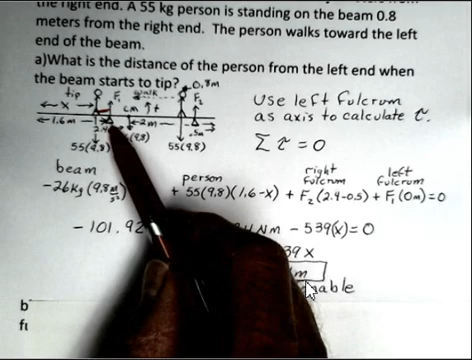 the right end. A 55 kg person is standing on the beam 0.8
meters from the right end. The person walks toward the left
end of the beam.
a)What is the distance of the person from the left end when
the beam starts to tip?
0.8m
tip
walk
← x → F₁ cm ↑ + F₂
←1.6m→ ←2m→ .5m
2.4
55(9.8) (9.8) 55(9.8)
Use left fulcrum
as axis to calculate τ.
Σ τ = 0
beam person right fulcrum left fulcrum
-26kg(9.8 m/s²) + 55(9.8)(1.6-x) + F₂(2.4-0.5) + F₁(0m)=0
-101.92 Nm - 539(x)=0
39x
m
able
b